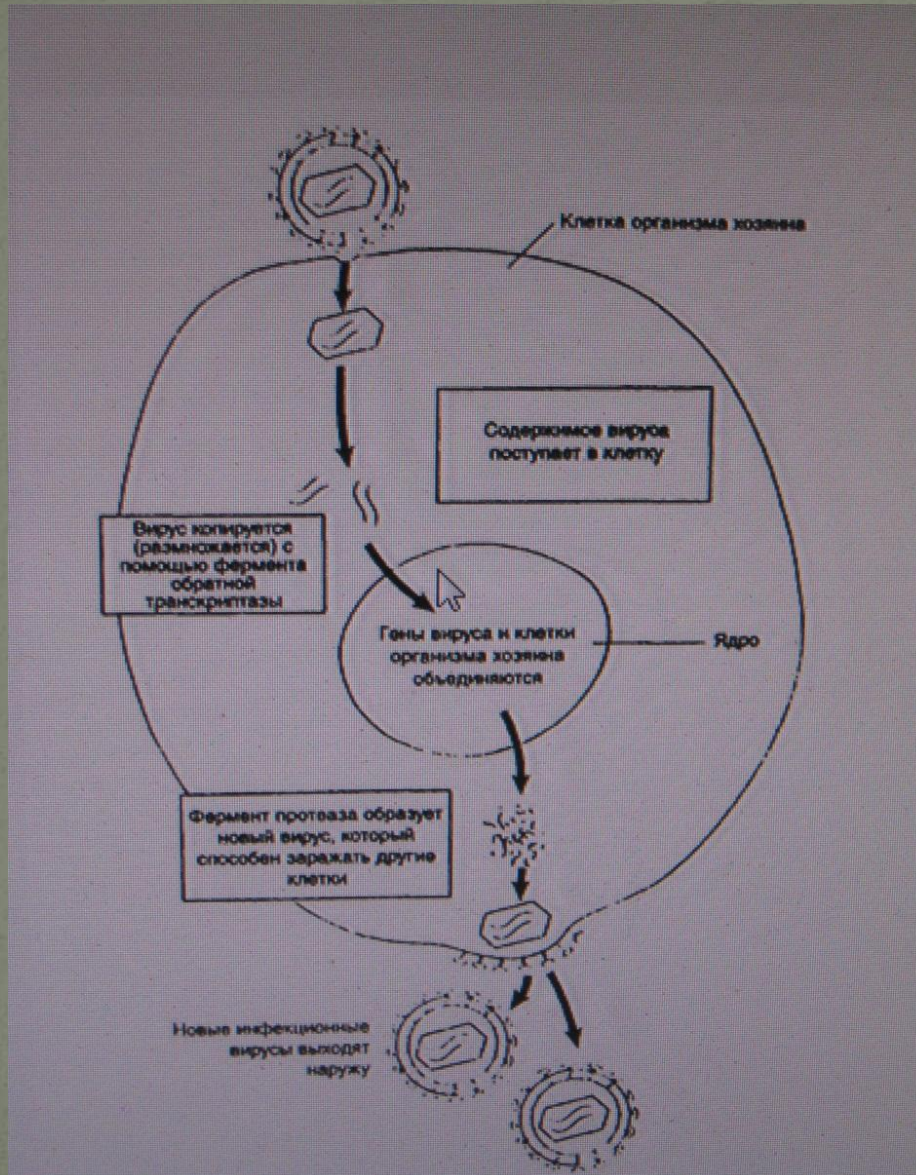 Клетка организма хозяина
Содержимое вируса
поступает в клетку
Вирус копируется
(размножается) с
помощью фермента
обратной
транскриптазы
Гены вируса и клетки
организма хозяина
объединяются
Ядро
Фермент протваза образует
новый вирус, который
способен заражать другие
клетки
Новые инфекционные
вирусы выходят
наружу